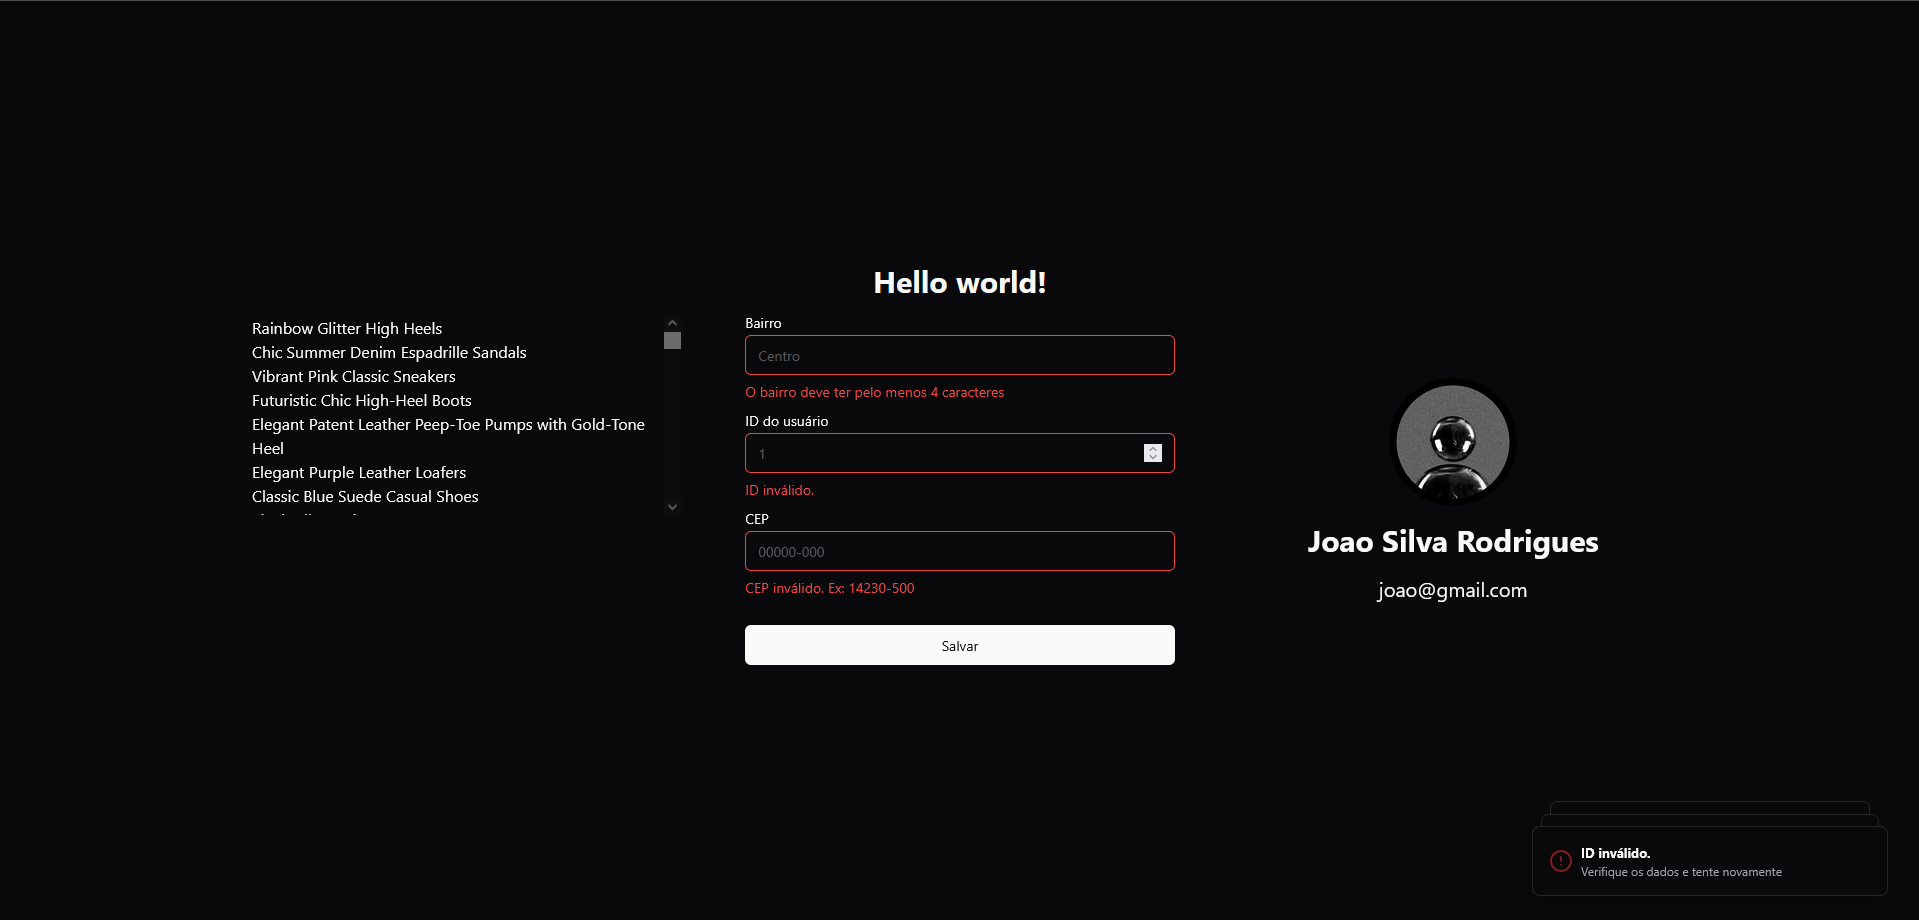 Hello world!
Rainbow Glitter High Heels
Chic Summer Denim Espadrille Sandals
Vibrant Pink Classic Sneakers
Futuristic Chic High-Heel Boots
Elegant Patent Leather Peep-Toe Pumps with Gold-Tone
Heel
Elegant Purple Leather Loafers
Classic Blue Suede Casual Shoes
Bairro
Centro
O bairro deve ter pelo menos 4 caracteres
ID do usuário
1
ID inválido.
CEP
00000-000
CEP inválido. Ex: 14230-500
Salvar
Joao Silva Rodrigues
joao@gmail.com
ID inválido.
Verifique os dados e tente novamente